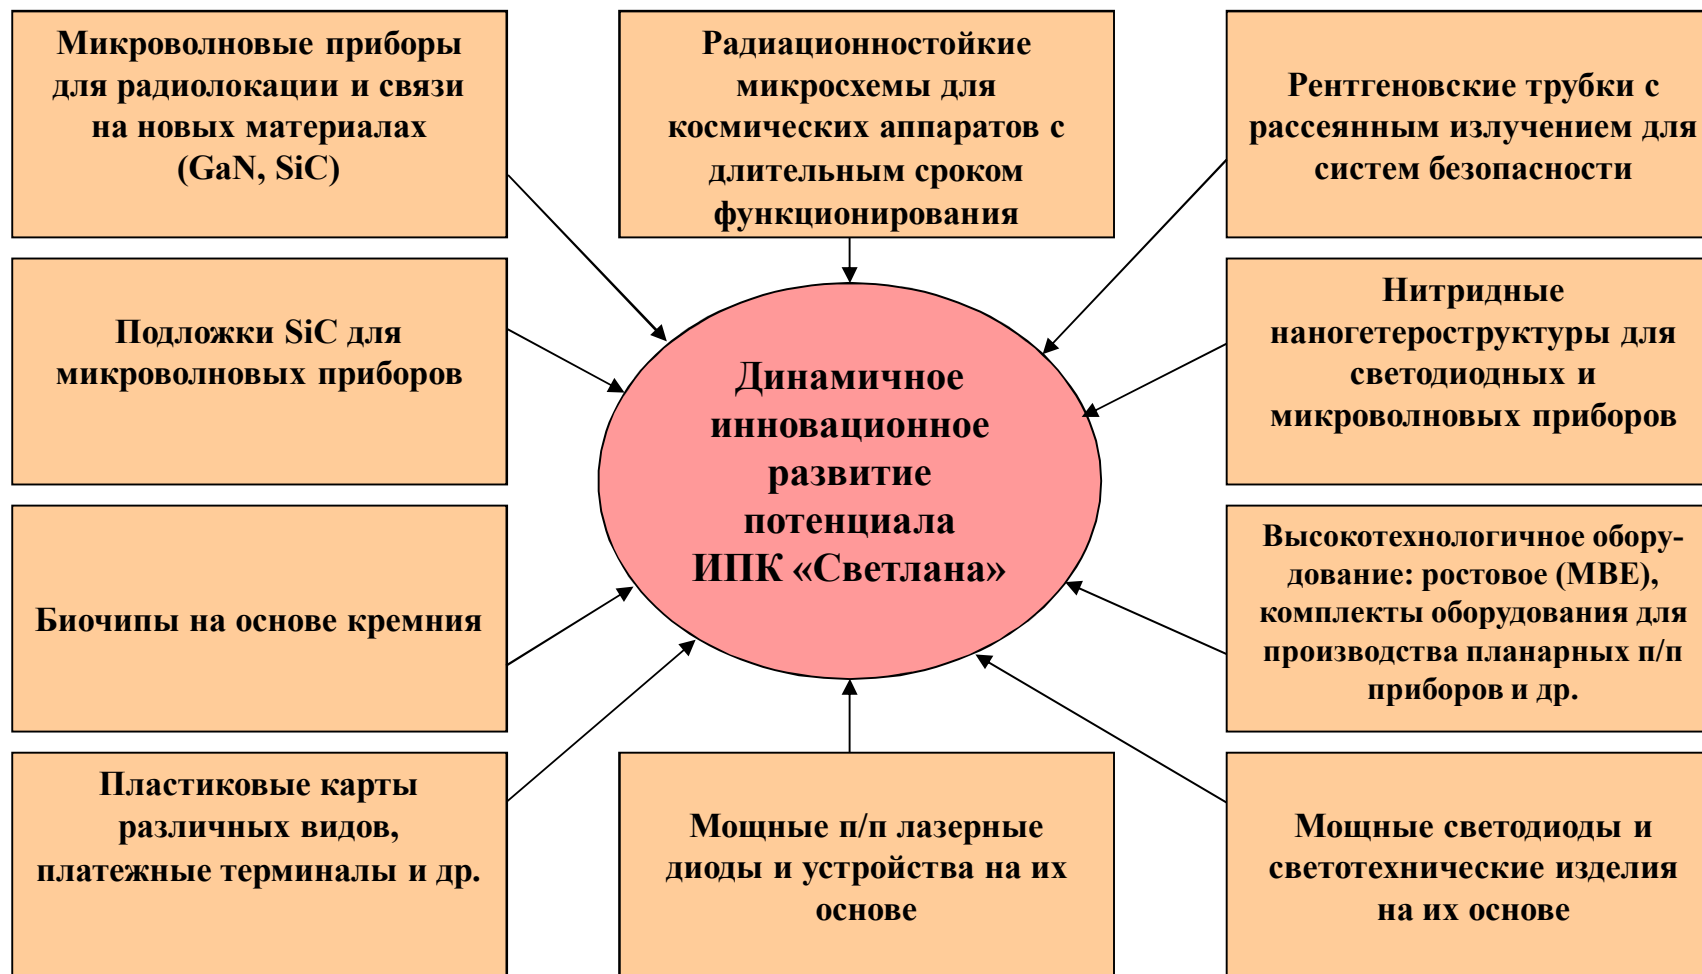 Микроволновые приборы
для радиолокации и связи
на новых материалах
(GaN, SiC)
Радиационностойкие
микросхемы для
космических аппаратов с
длительным сроком
функционирования
Рентгеновские трубки с
рассеянным излучением для
систем безопасности
Подложки SiC для
микроволновых приборов
Нитридные
наногетероструктуры для
светодиодных и
микроволновых приборов
Динамичное
инновационное
развитие
потенциала
ИПК «Светлана»
Биочипы на основе кремния
Высокотехнологичное обору-
дование: ростовое (МВЕ),
комплекты оборудования для
производства планарных п/п
приборов и др.
Пластиковые карты
различных видов,
платежные терминалы и др.
Мощные п/п лазерные
диоды и устройства на их
основе
Мощные светодиоды и
светотехнические изделия
на их основе